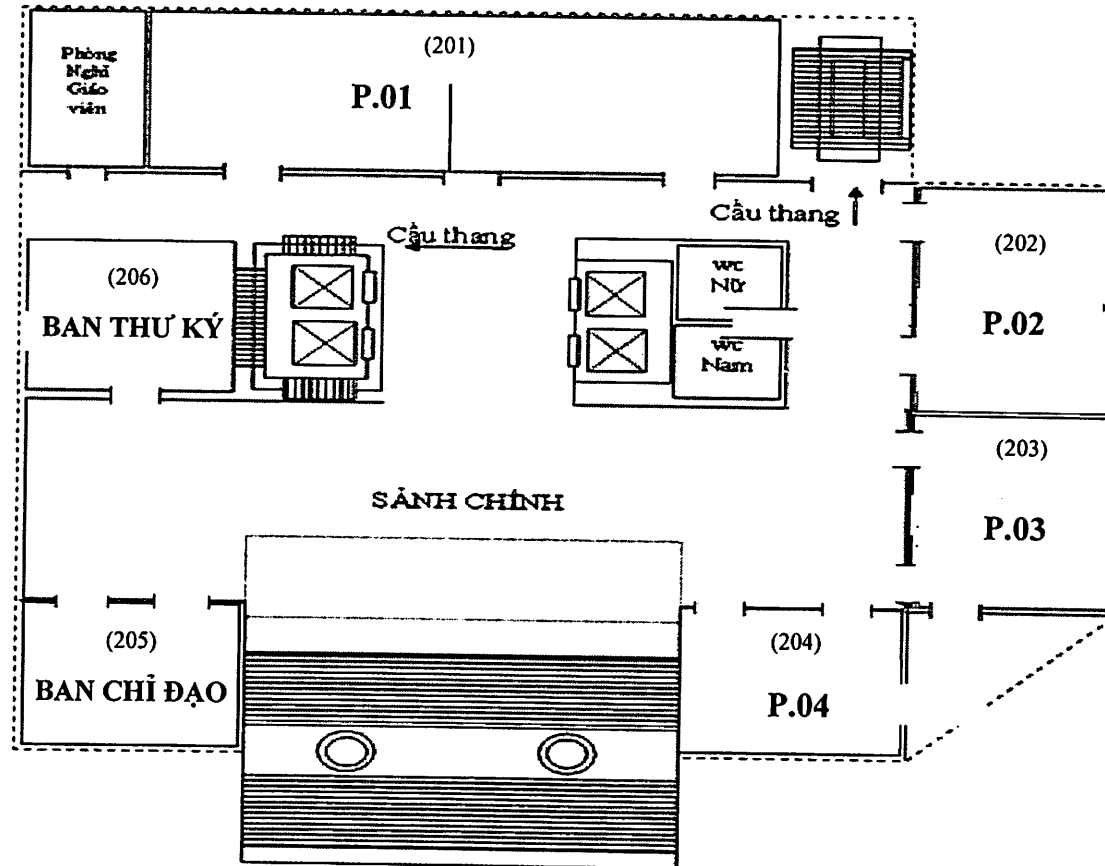 Phòng
Nghỉ
Giáo
viên
(201)
P.01
Cầu thang
Cầu thang
(202)
P.02
(206)
BAN THƯ KÝ
wc
Nữ
wc
Nam
(203)
P.03
SẢNH CHÍNH
(205)
BAN CHỈ ĐẠO
(204)
P.04